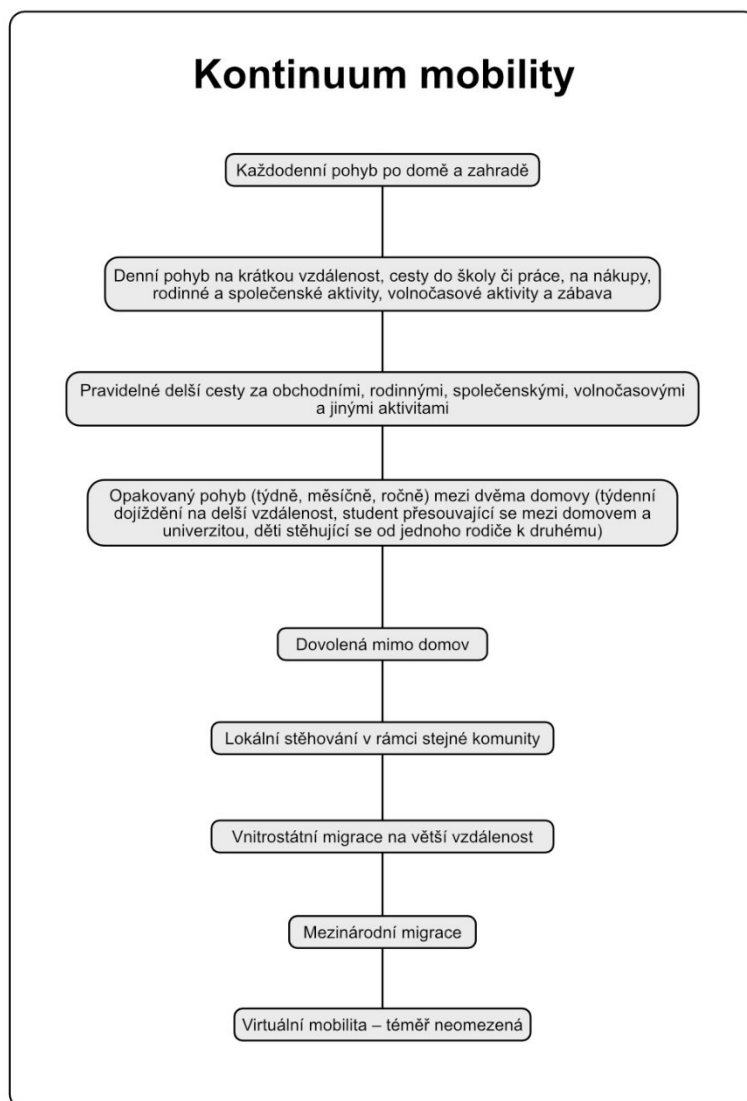 Kontinuum mobility
Každodenní pohyb po domě a zahradě
Denní pohyb na krátkou vzdálenost, cesty do školy či práce, na nákupy,
rodinné a společenské aktivity, volnočasové aktivity a zábava
Pravidelné delší cesty za obchodními, rodinnými, společenskými, volnočasovými
a jinými aktivitami
Opakovaný pohyb (týdně, měsíčně, ročně) mezi dvěma domovy (týdenní
dojíždění na delší vzdálenost, student přesouvající se mezi domovem a
univerzitou, děti stěhující se od jednoho rodiče k druhému)
Dovolená mimo domov
Lokální stěhování v rámci stejné komunity
Vnitrostátní migrace na větší vzdálenost
Mezinárodní migrace
Virtuální mobilita – téměř neomezená